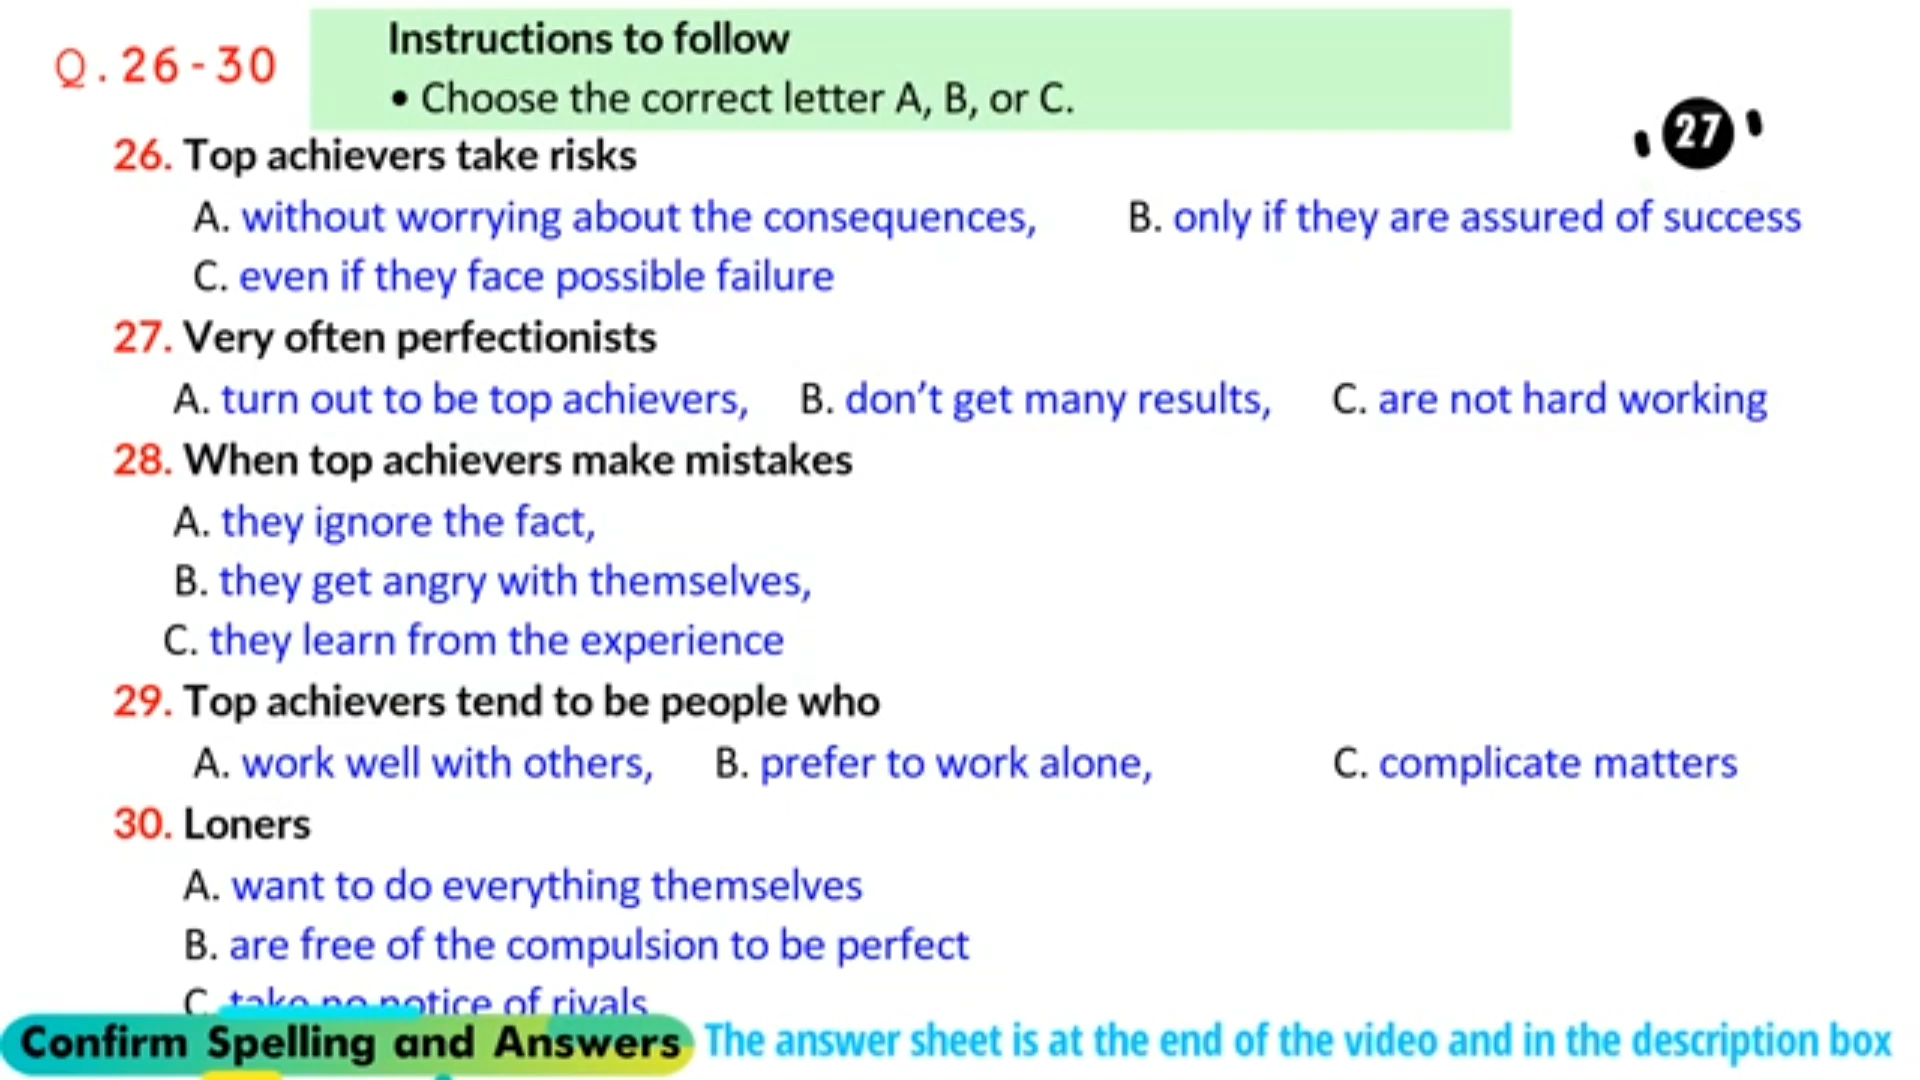 Q.26-30
Instructions to follow
• Choose the correct letter A, B, or C.
27
26. Top achievers take risks
A. without worrying about the consequences, B. only if they are assured of success
C. even if they face possible failure
27. Very often perfectionists
A. turn out to be top achievers, B. don't get many results, C. are not hard working
28. When top achievers make mistakes
A. they ignore the fact,
B. they get angry with themselves,
C. they learn from the experience
29. Top achievers tend to be people who
A. work well with others, B. prefer to work alone, C. complicate matters
30. Loners
A. want to do everything themselves
B. are free of the compulsion to be perfect
C. take no notice of rivals
Confirm Spelling and Answers The answer sheet is at the end of the video and in the description box